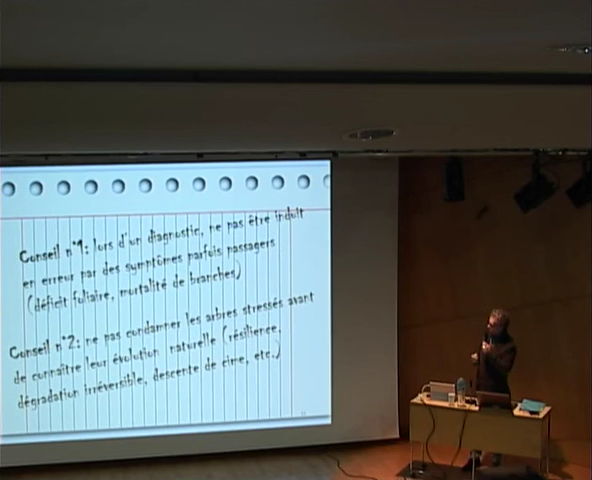 Conseil n°1: lors d'un diagnostic, ne pas être induit
en erreur par des symptômes parfois passagers
(déficit foliaire, mortalité de branches)
Conseil n°2: ne pas condamner les arbres stressés avant
de connaître leur évolution naturelle (résilience,
dégradation irréversible, descente de cime, etc.)